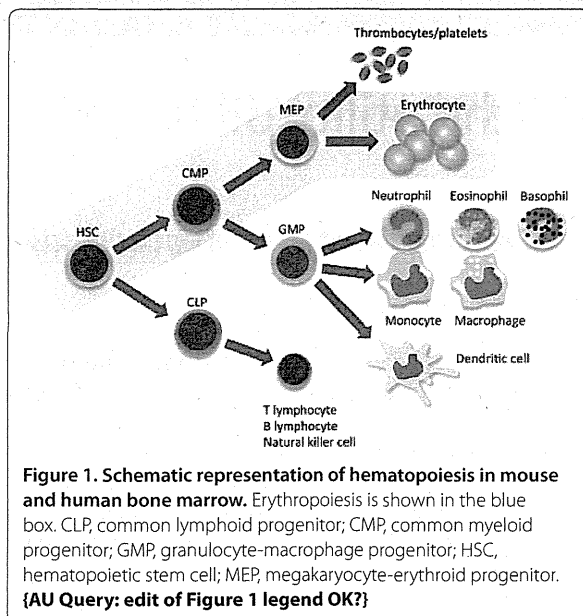 Thrombocytes/platelets
MEP
Erythrocyte
CMP
Neutrophil Eosinophil Basophil
HSC
GMP
CLP
Monocyte Macrophage
Dendritic cell
T lymphocyte
B lymphocyte
Natural killer cell
Figure 1. Schematic representation of hematopoiesis in mouse
and human bone marrow. Erythropoiesis is shown in the blue
box. CLP, common lymphoid progenitor; CMP, common myeloid
progenitor; GMP, granulocyte-macrophage progenitor; HSC,
hematopoietic stem cell; MEP, megakaryocyte-erythroid progenitor.
{AU Query: edit of Figure 1 legend OK?}